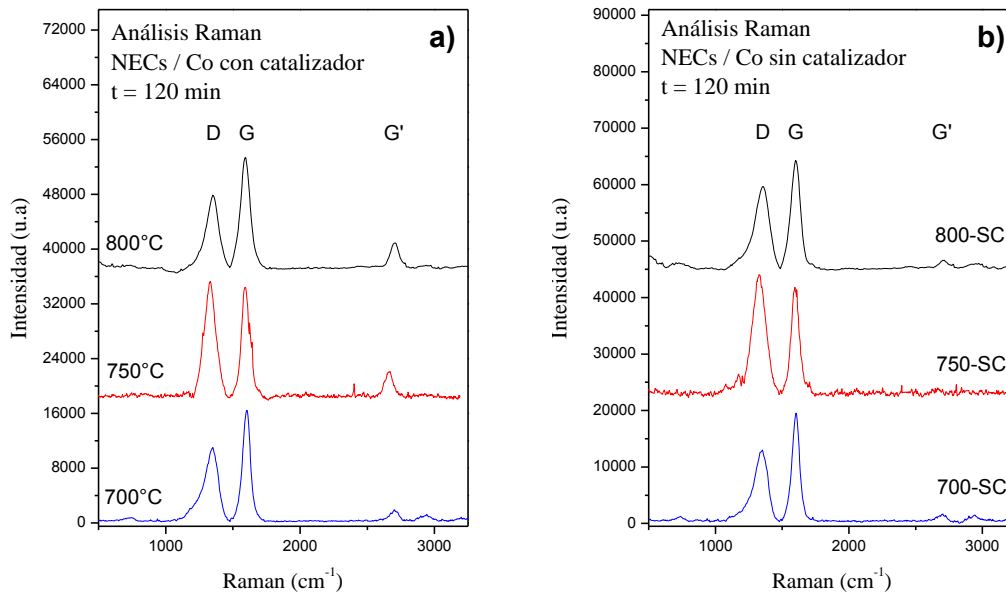 a)
Análisis Raman
NECs / Co con catalizador
t = 120 min
D G G'
72000
64000
56000
48000
40000
32000
24000
16000
8000
0
Intensidad (u.a)
800°C
750°C
700°C
1000 2000 3000
Raman (cm⁻¹)
b)
Análisis Raman
NECs / Co sin catalizador
t = 120 min
D G G'
90000
80000
70000
60000
50000
40000
30000
20000
10000
0
Intensidad (u.a)
800-SC
750-SC
700-SC
1000 2000 3000
Raman (cm⁻¹)